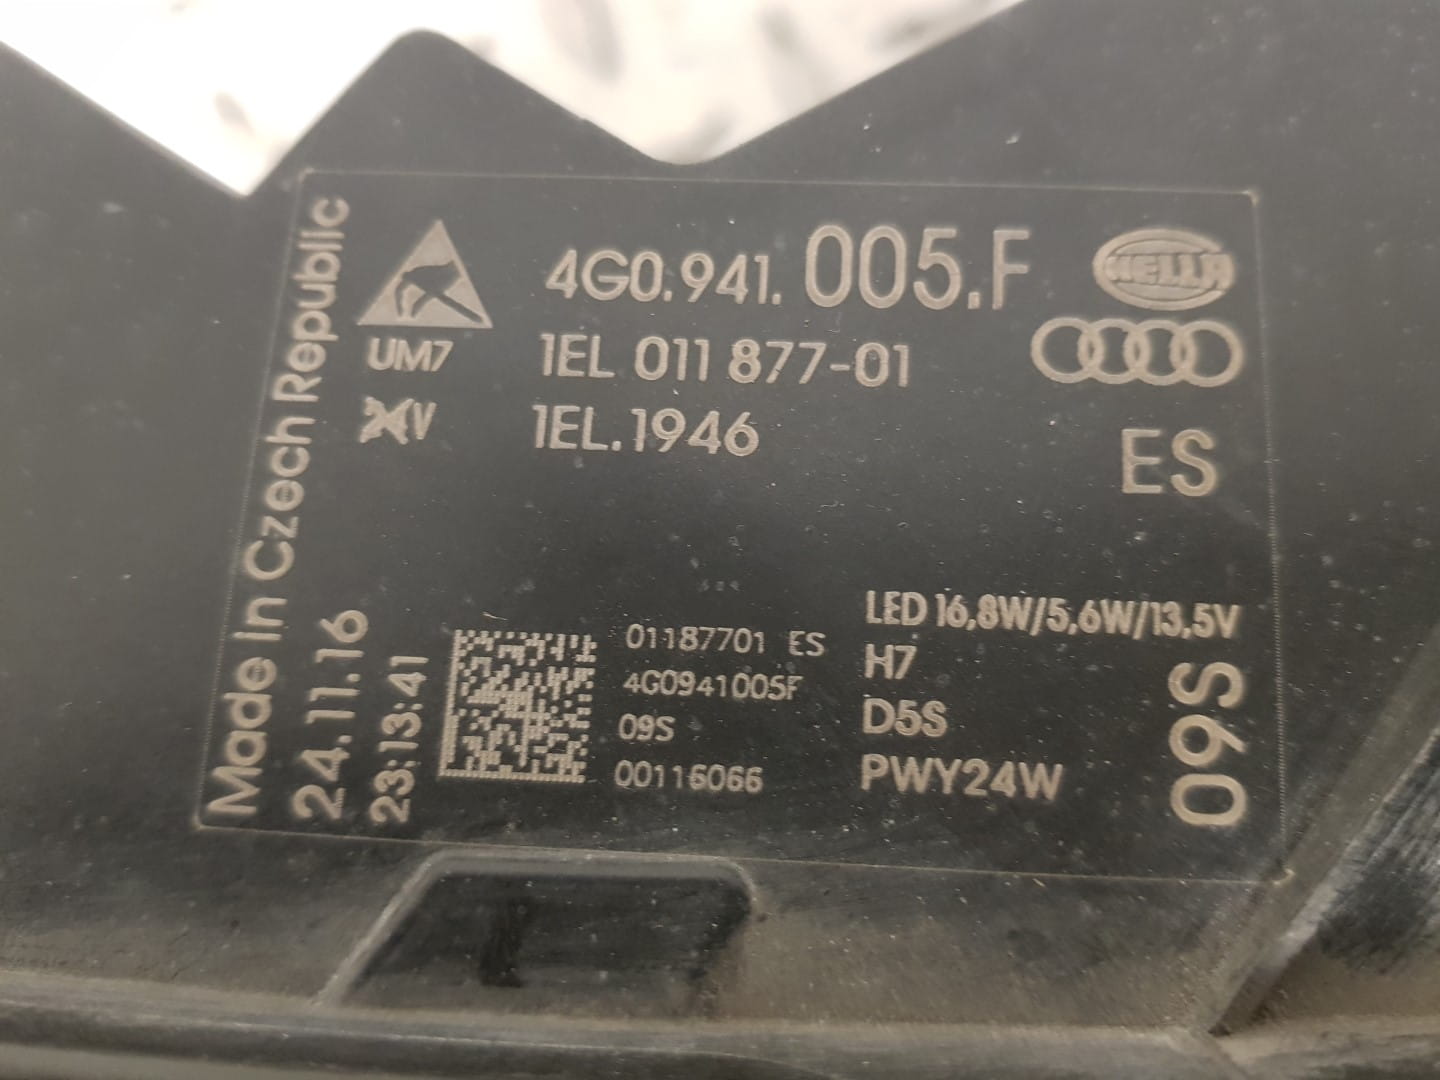 Made in Czech Republic
24.11.16
23:13:41
UM7
4G0.941.005.F
HELLA
1EL 011 877-01
1EL.1946
ES
01187701 ES
4G0941005F
09S
00116066
LED 16,8W/5,6W/13,5V
H7
D5S
PWY24W
09S